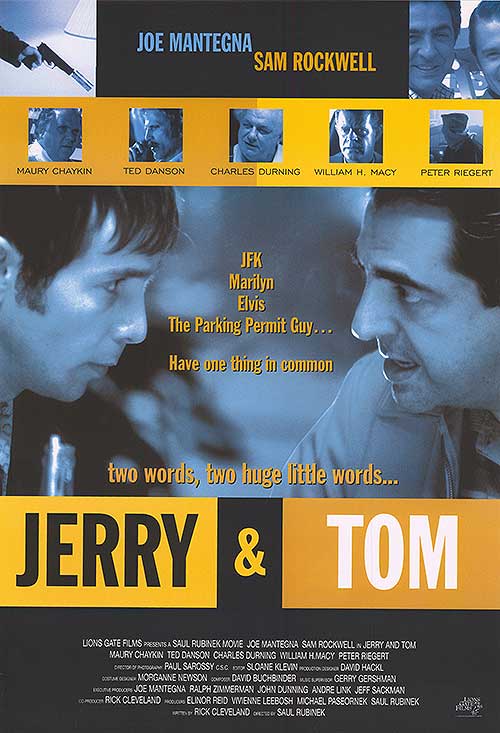 JOE MANTEGNA
SAM ROCKWELL
MAURY CHAYKIN
TED DANSON
CHARLES DURNING
WILLIAM H. MACY
PETER RIEGERT
JFK
Marilyn
Elvis
The Parking Permit Guy...
Have one thing in common
two words, two huge little words...
JERRY & TOM
LIONS GATE FILMS PRESENTS A SAUL RUBINEK MOVIE JOE MANTEGNA SAM ROCKWELL IN JERRY AND TOM
MAURY CHAYKIN TED DANSON CHARLES DURNING WILLIAM H. MACY PETER RIEGERT
DIRECTOR OF PHOTOGRAPHY PAUL SAROSSY C.S.C. EDITOR SLOANE KLEVIN PRODUCTION DESIGNER DAVID HACKL
COSTUME DESIGNER MORGANNE NEWSON COMPOSER DAVID BUCHBINDER MUSIC SUPERVISOR GERRY GERSHMAN
EXECUTIVE PRODUCERS JOE MANTEGNA RALPH ZIMMERMAN JOHN DUNNING ANDRE LINK JEFF SACKMAN
CO-PRODUCER RICK CLEVELAND PRODUCERS ELINOR REID VIVIENNE LEEBOSH MICHAEL PASSORNEK SAUL RUBINEK
WRITTEN BY RICK CLEVELAND DIRECTED BY SAUL RUBINEK
LIONS
GATE
FILMS